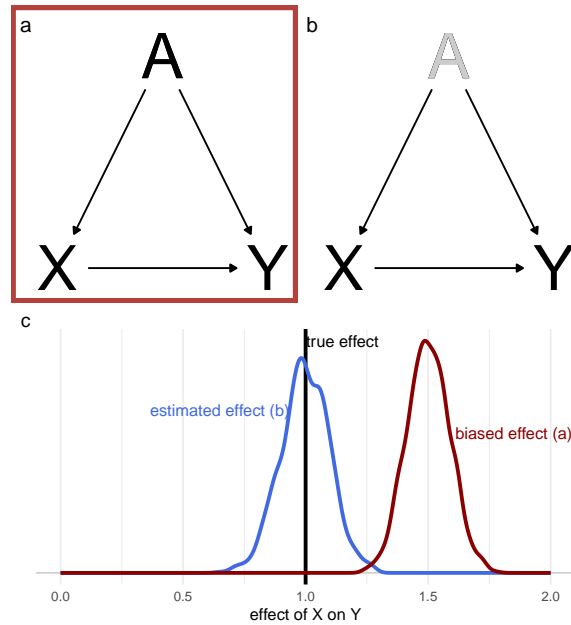 a
A
X Y
b
A
X Y
c
true effect
estimated effect (b)
biased effect (a)
0.0 0.5 1.0 1.5 2.0
effect of X on Y